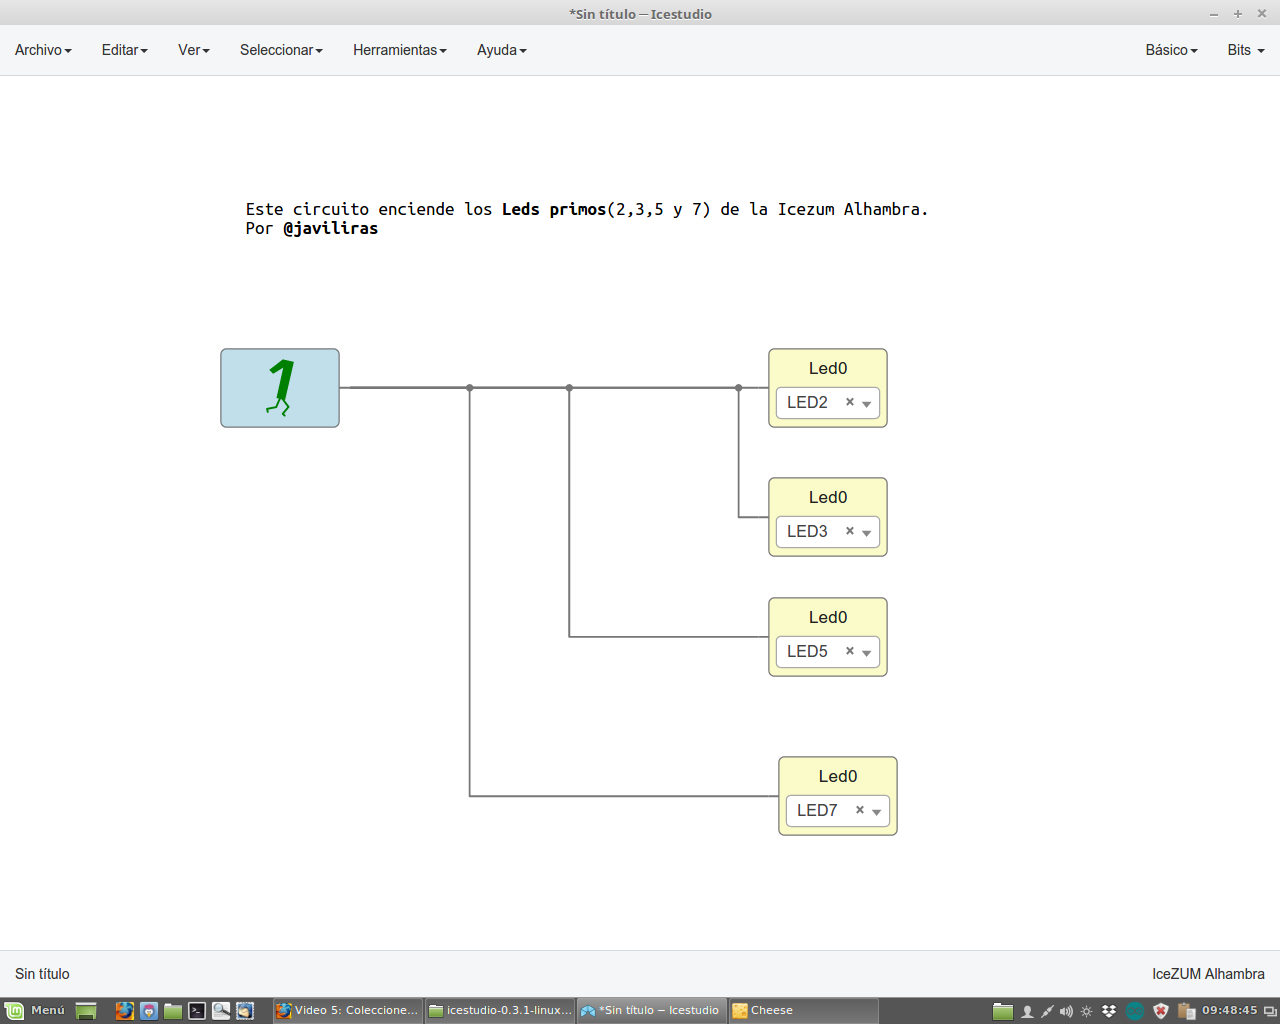 *Sin título — Icestudio
Archivo Editar Ver Seleccionar Herramientas Ayuda Básico Bits
Este circuito enciende los Leds primos(2,3,5 y 7) de la Icezum Alhambra.
Por @javiliras
1
Led0
LED2
Led0
LED3
Led0
LED5
Led0
LED7
Sin título IceZUM Alhambra
Menú Video 5: Coleccione... icestudio-0.3.1-linux... *Sin título — Icestudio Cheese 09:48:45